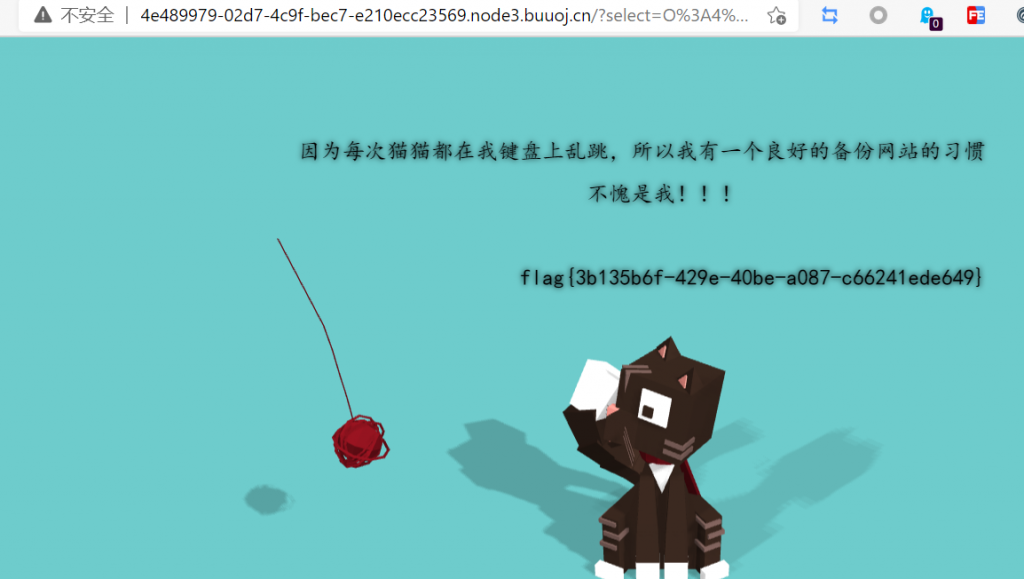 不安全 | 4e489979-02d7-4c9f-bec7-e210ecc23569.node3.buuoj.cn/?select=O%3A4%...
0
FE
因为每次猫猫都在我键盘上乱跳，所以我有一个良好的备份网站的习惯
不愧是我！！！
flag{3b135b6f-429e-40be-a087-c66241ede649}